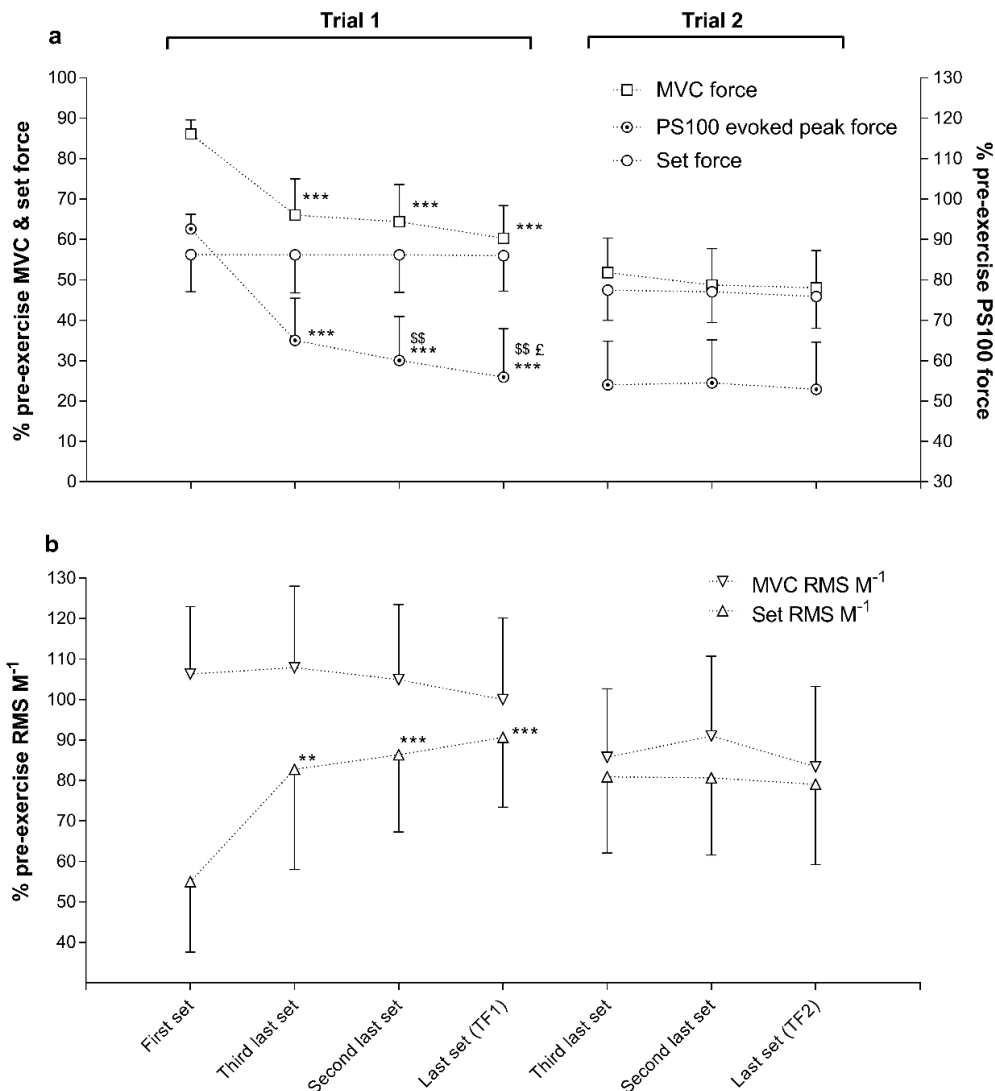 Trial 1
Trial 2
a
MVC force
PS100 evoked peak force
Set force
% pre-exercise MVC & set force
% pre-exercise PS100 force
100
90
80
70
60
50
40
30
20
10
0
130
120
110
100
90
80
70
60
50
40
30
***
***
***
***
$$
***
$$ £
***
b
MVC RMS M⁻¹
Set RMS M⁻¹
% pre-exercise RMS M⁻¹
130
120
110
100
90
80
70
60
50
40
**
***
***
First set
Third last set
Second last set
Last set (TF1)
Third last set
Second last set
Last set (TF2)